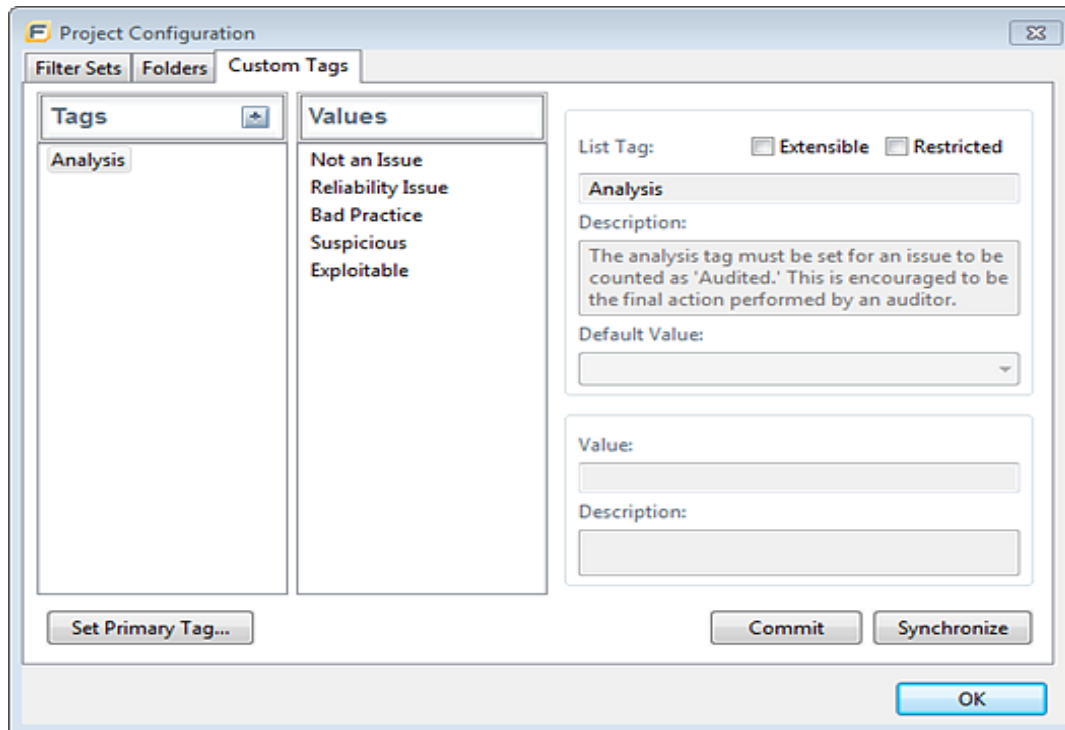 Project Configuration
Filter Sets Folders Custom Tags
Tags
Analysis
Values
Not an Issue
Reliability Issue
Bad Practice
Suspicious
Exploitable
List Tag: Extensible Restricted
Analysis
Description:
The analysis tag must be set for an issue to be
counted as 'Audited.' This is encouraged to be
the final action performed by an auditor.
Default Value:
Value:
Description:
Set Primary Tag...
Commit Synchronize
OK